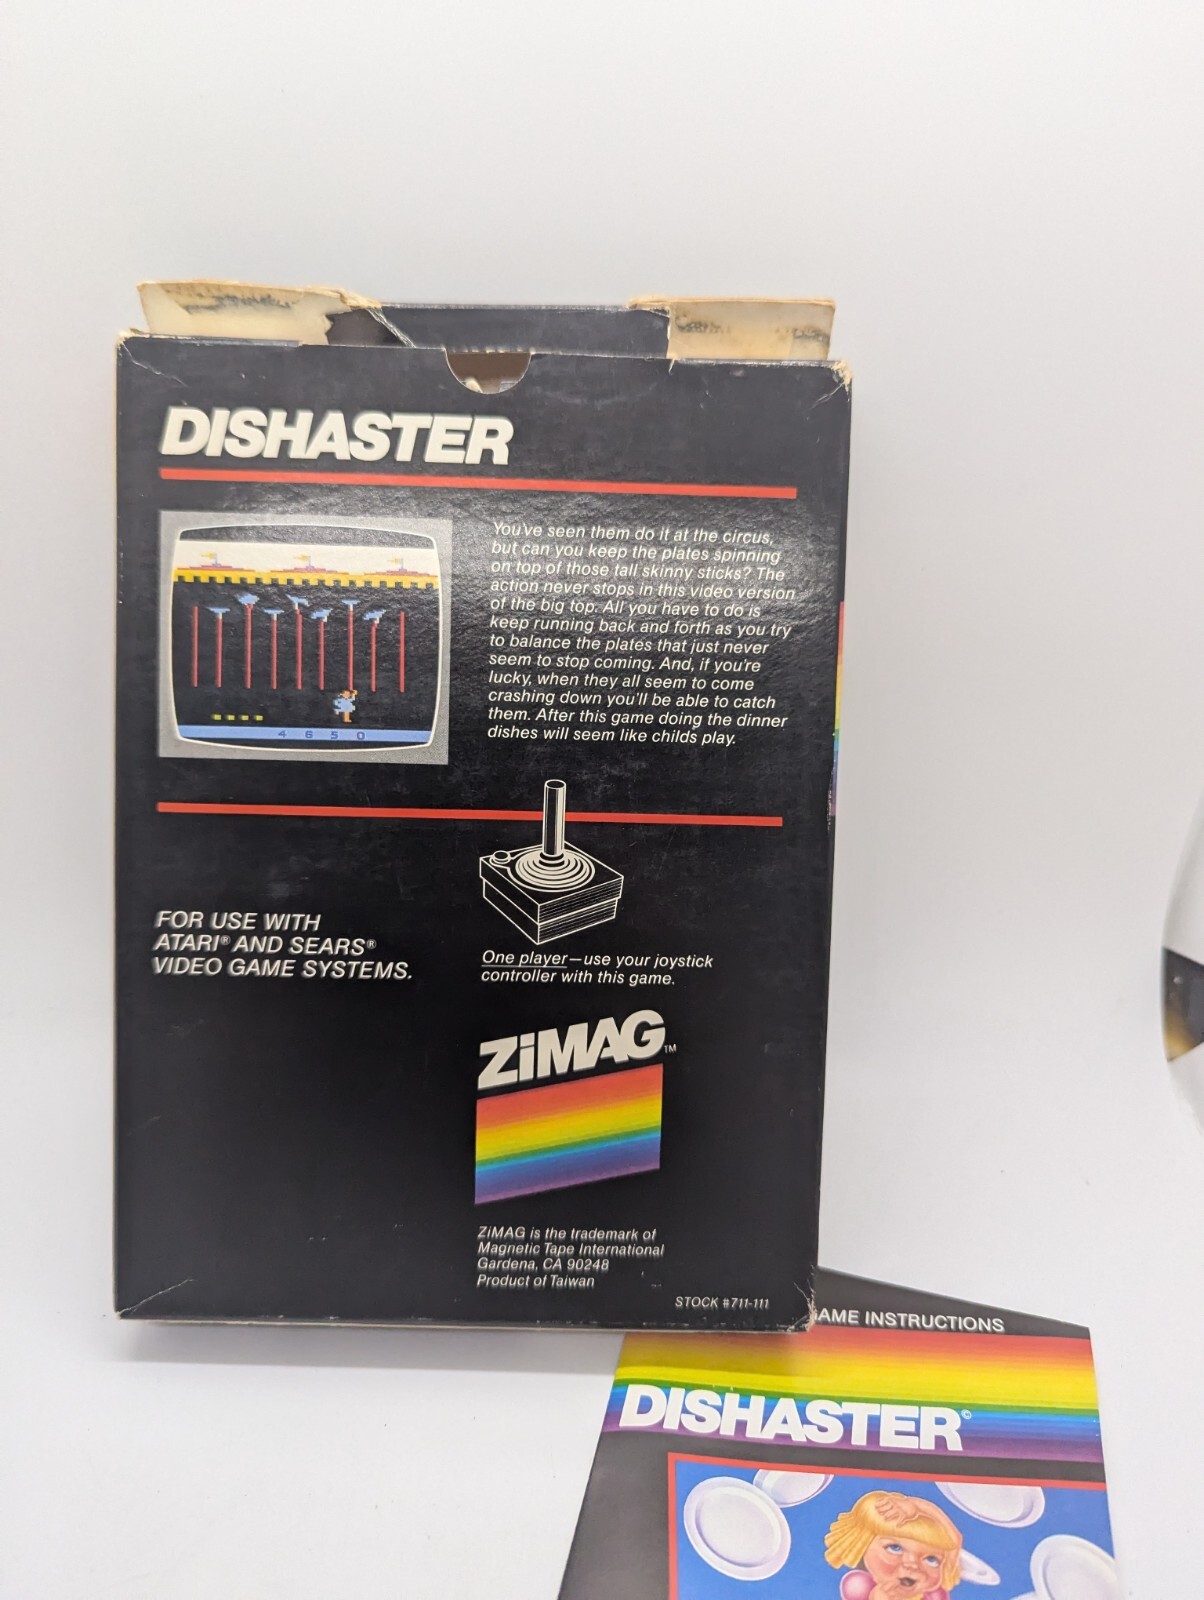 DISHASTER
You've seen them do it at the circus,
but can you keep the plates spinning
on top of those tall skinny sticks? The
action never stops in this video version
of the big top. All you have to do is
keep running back and forth as you try
to balance the plates that just never
seem to stop coming. And, if you're
lucky, when they all seem to come
crashing down you'll be able to catch
them. After this game doing the dinner
dishes will seem like childs play.
4 6 5 0
FOR USE WITH
ATARI® AND SEARS®
VIDEO GAME SYSTEMS.
One player—use your joystick
controller with this game.
ZiMAG™
ZiMAG is the trademark of
Magnetic Tape International
Gardena, CA 90248
Product of Taiwan
STOCK #711-111
AME INSTRUCTIONS
DISHASTER©